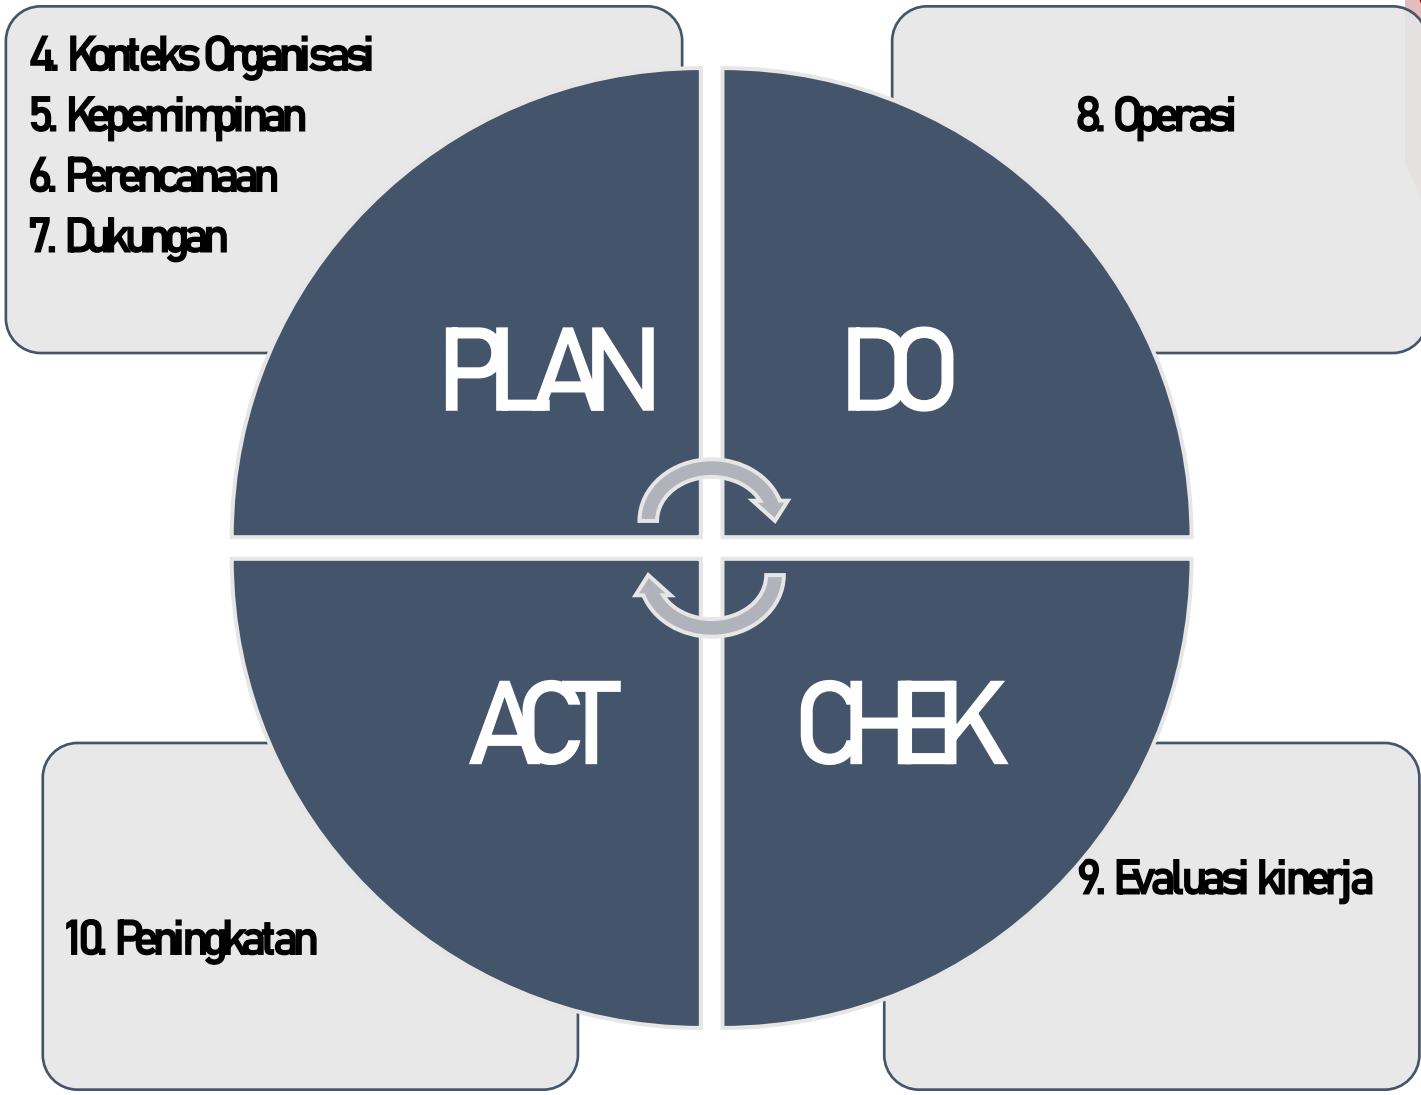 4. Konteks Organisasi
5. Kepemimpinan
6. Perencanaan
7. Dukungan
8. Operasi
PLAN
DO
ACT
CHEK
9. Evaluasi kinerja
10. Peningkatan